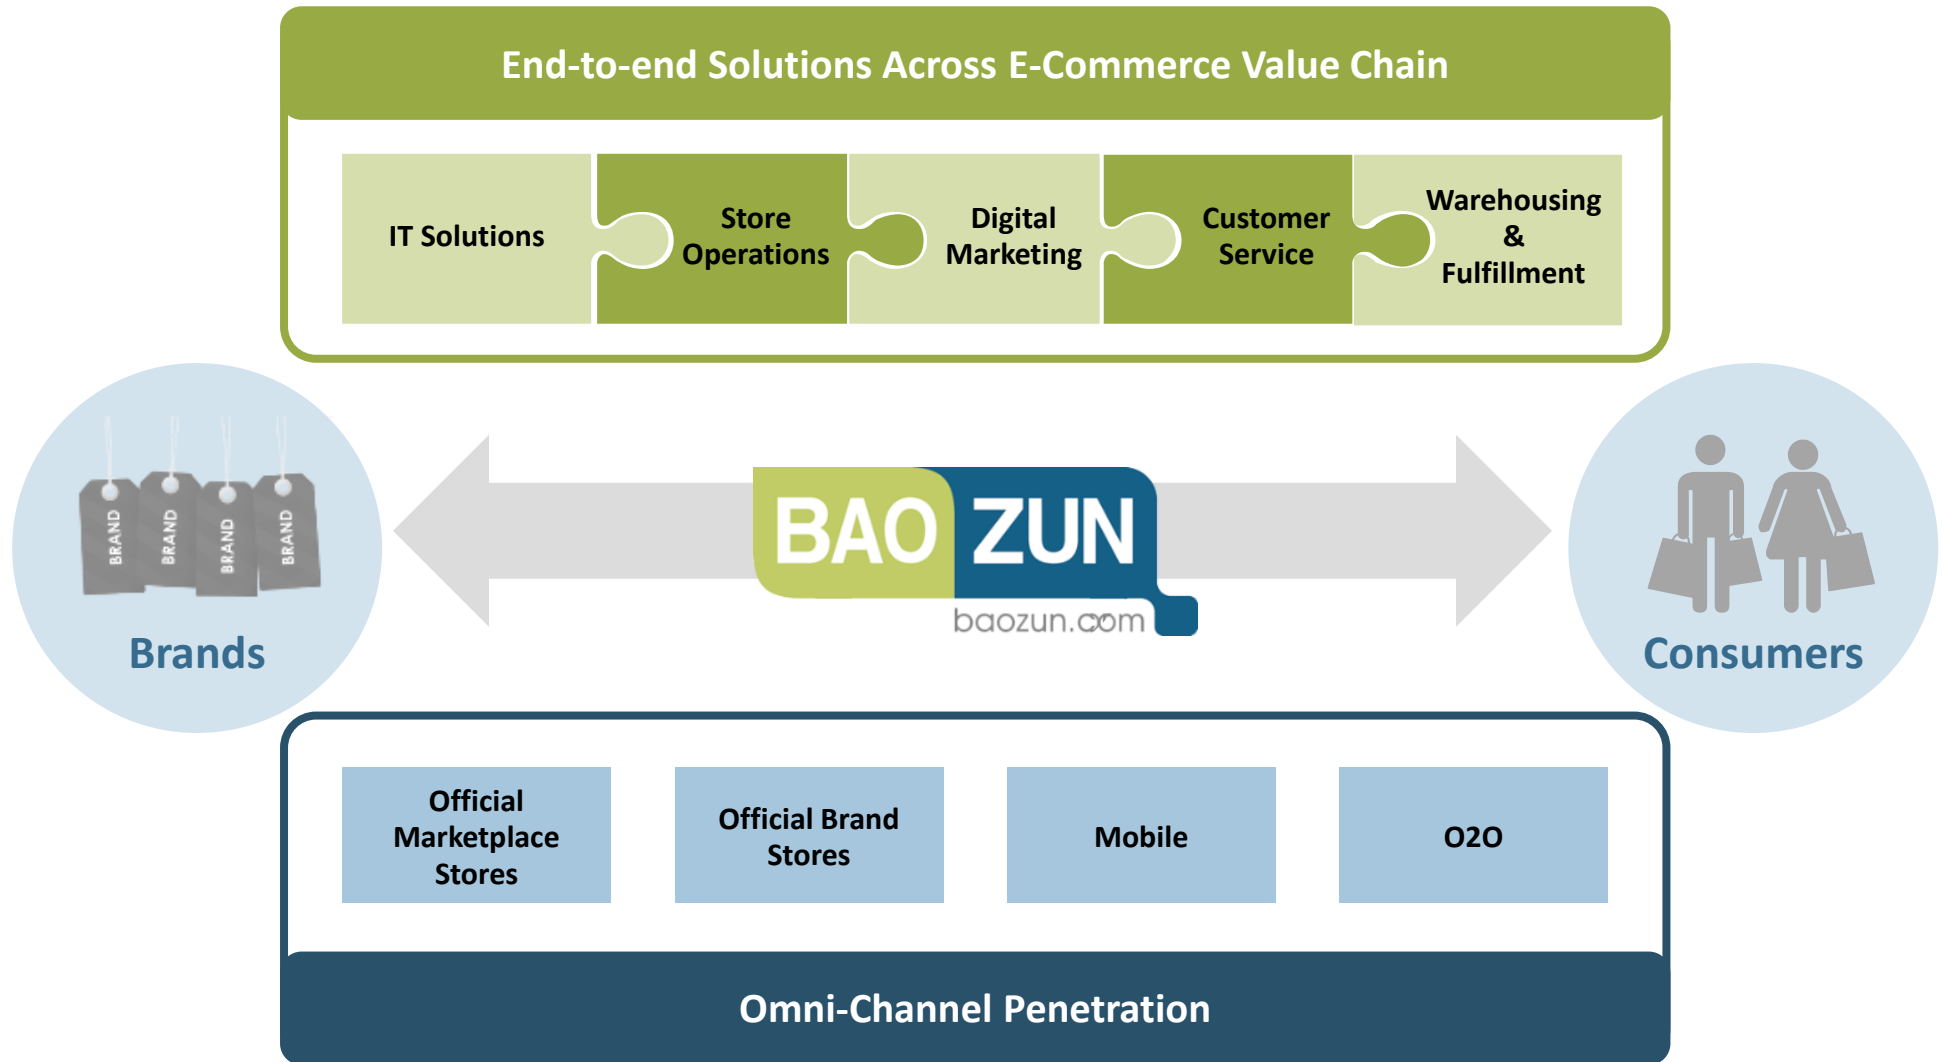 End-to-end Solutions Across E-Commerce Value Chain
IT Solutions
Store
Operations
Digital
Marketing
Customer
Service
Warehousing
&
Fulfillment
BRAND
BRAND
BRAND
BRAND
Brands
BAO ZUN
baozun.com
Consumers
Official
Marketplace
Stores
Official Brand
Stores
Mobile
O2O
Omni-Channel Penetration